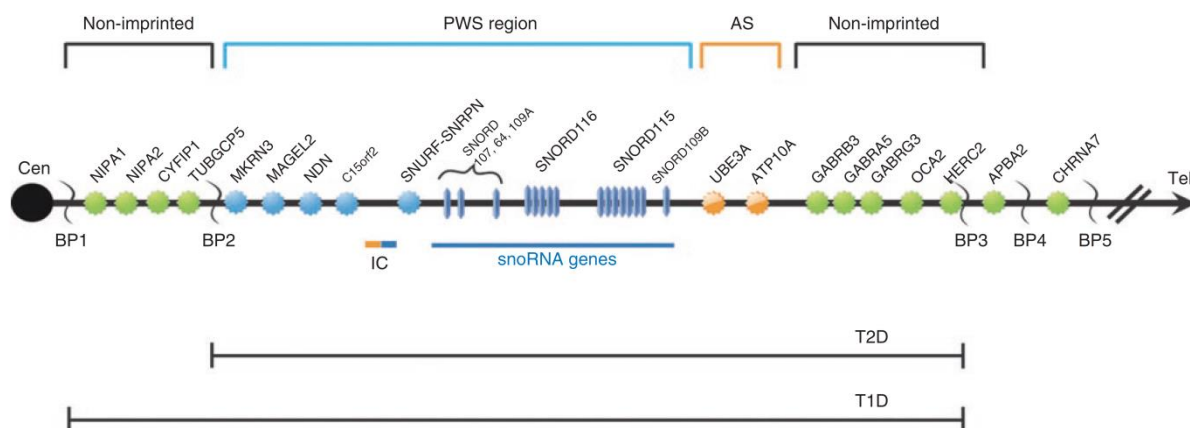 Non-imprinted
PWS region
AS
Non-imprinted
Cen
NIPA1
NIPA2
CYFIP1
TUBGCP5
MKRN3
MAGEL2
NDN
C15orf2
SNURF-SNRPN
SNORD
107, 64, 109A
SNORD116
SNORD115
SNORD109B
UBE3A
ATP10A
GABRB3
GABRA5
GABRG3
OCA2
HERC2
APBA2
CHRNA7
Tel
BP1
BP2
BP3
BP4
BP5
IC
snoRNA genes
T2D
T1D